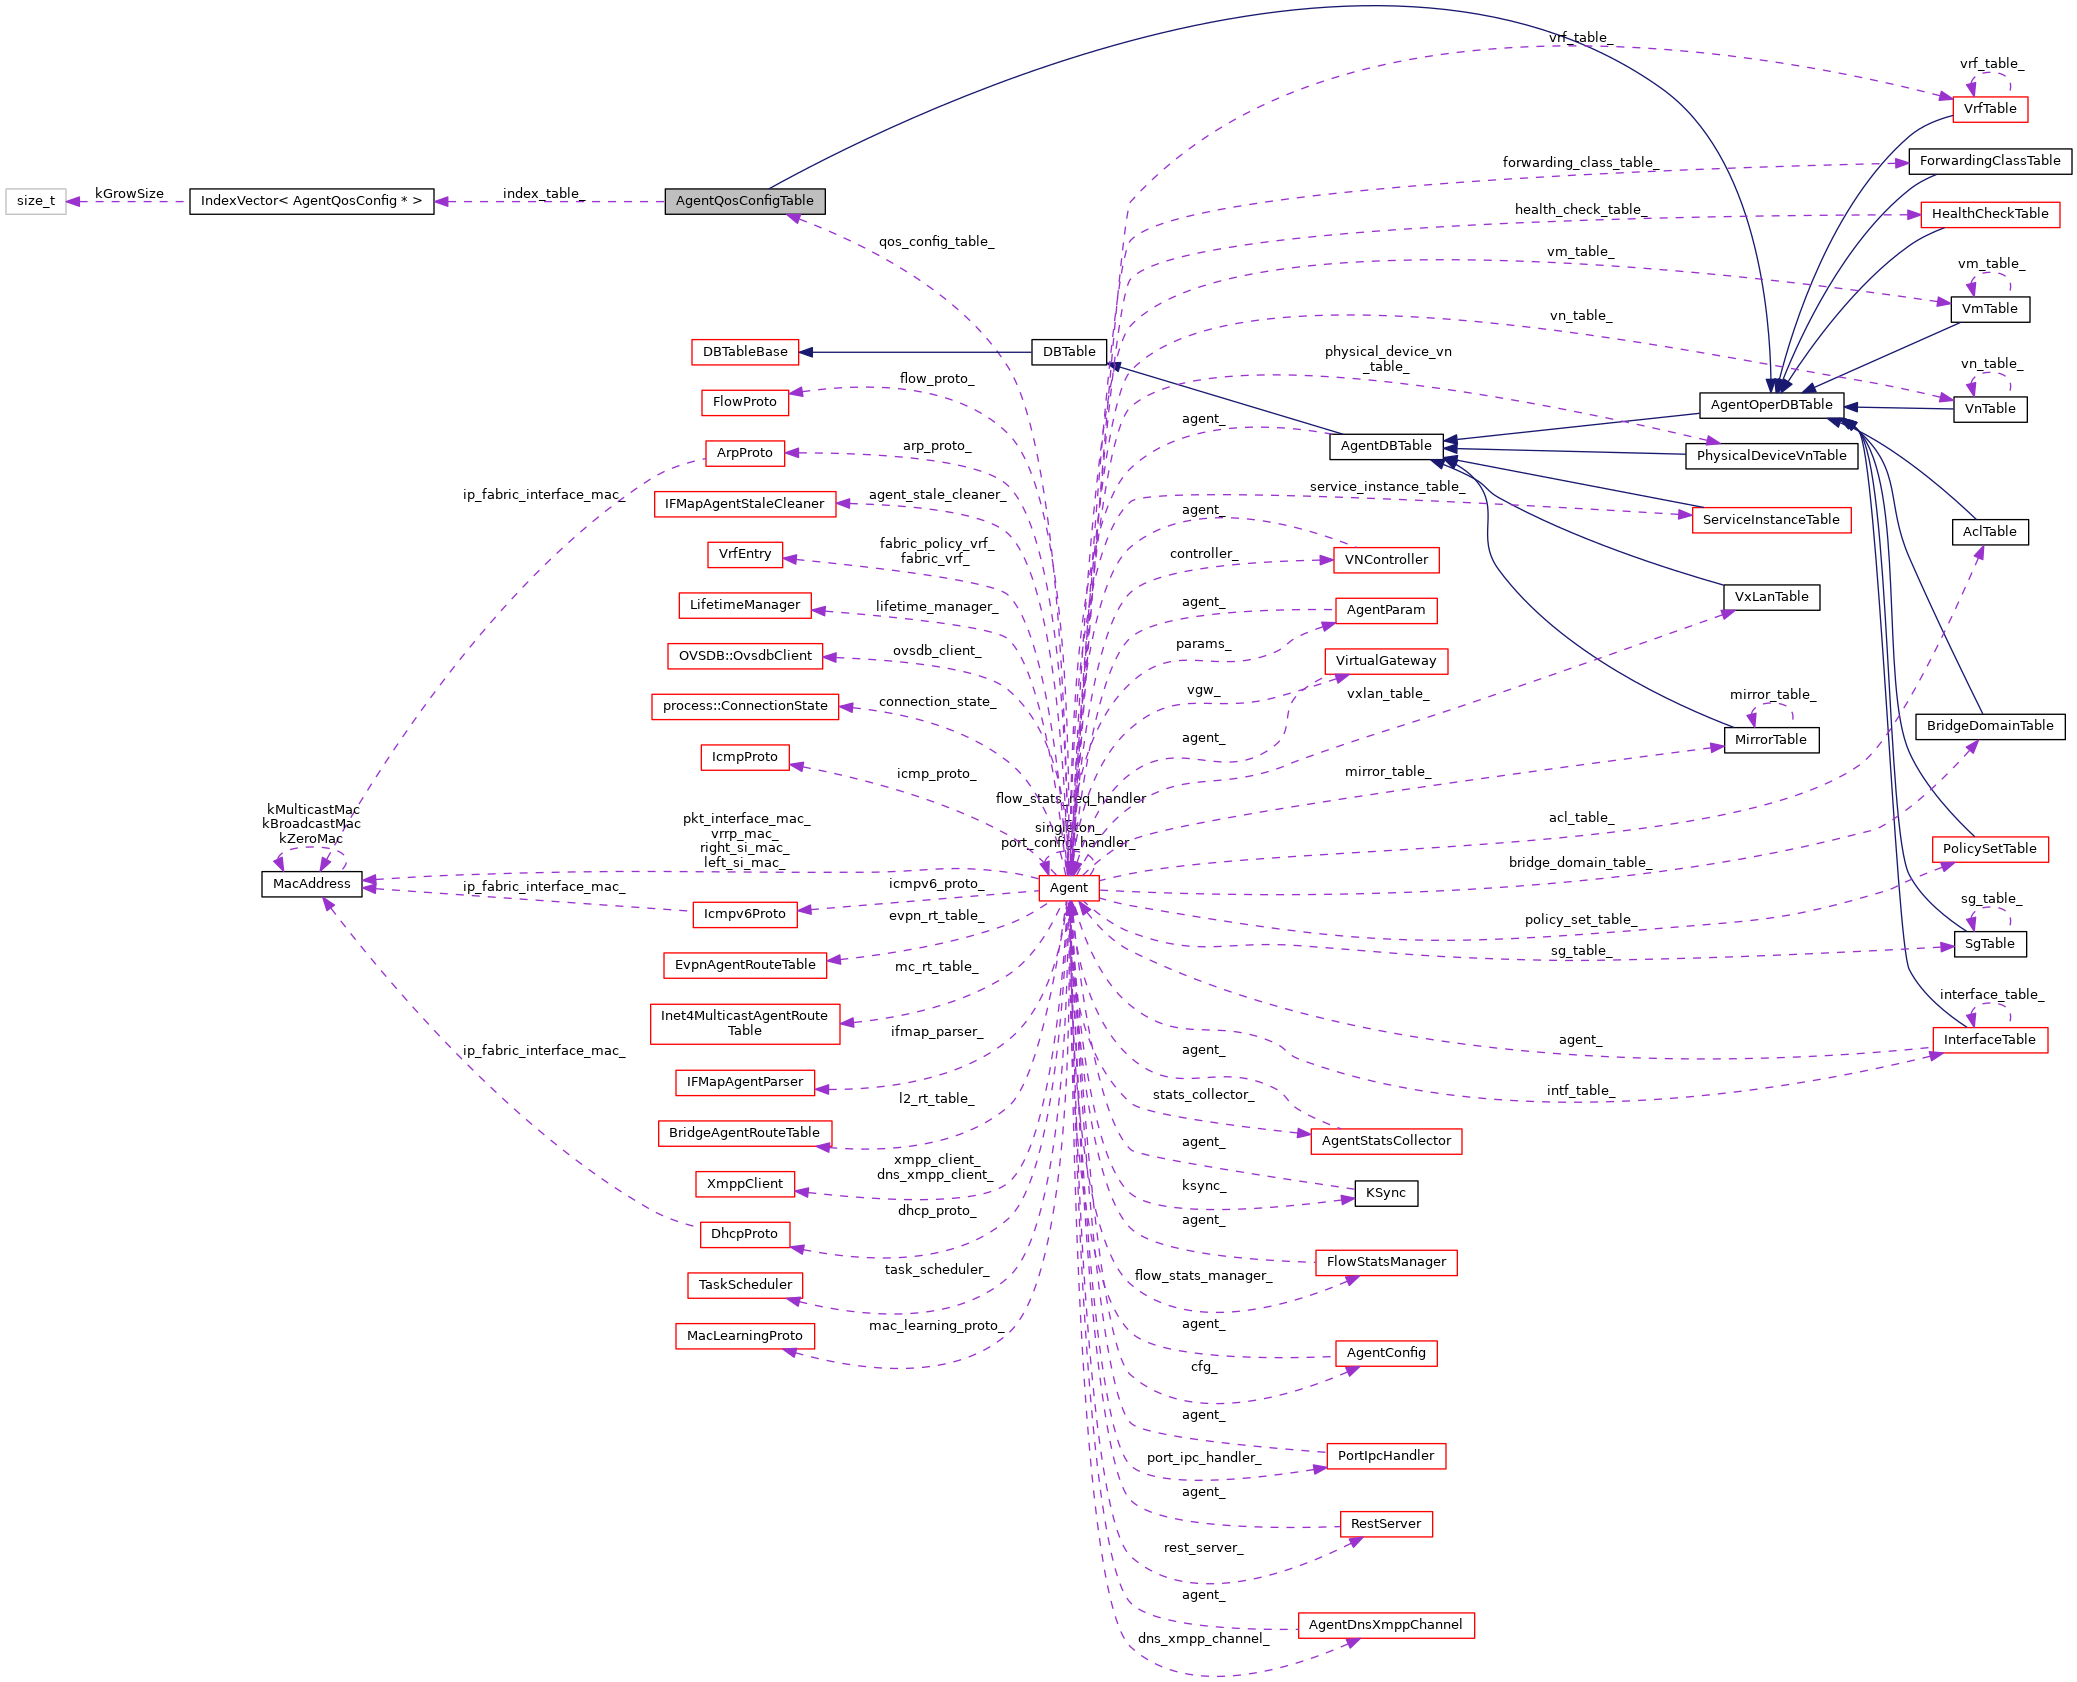 vrf_table_
vrf_table_
VrfTable
forwarding_class_table_
ForwardingClassTable
size_t
kGrowSize
IndexVector< AgentQosConfig * >
index_table_
AgentQosConfigTable
health_check_table_
HealthCheckTable
qos_config_table_
vm_table_
vm_table_
VmTable
vn_table_
DBTableBase
DBTable
physical_device_vn
_table_
vn_table_
flow_proto_
FlowProto
AgentOperDBTable
VnTable
agent_
arp_proto_
AgentDBTable
ArpProto
PhysicalDeviceVnTable
ip_fabric_interface_mac_
agent_stale_cleaner_
service_instance_table_
IFMapAgentStaleCleaner
agent_
ServiceInstanceTable
AclTable
fabric_policy_vrf_
fabric_vrf_
VrfEntry
controller_
VNController
VxLanTable
LifetimeManager
lifetime_manager_
agent_
AgentParam
params_
OVSDB::OvsdbClient
ovsdb_client_
VirtualGateway
vgw_
vxlan_table_
mirror_table_
process::ConnectionState
connection_state_
BridgeDomainTable
agent_
MirrorTable
IcmpProto
icmp_proto_
mirror_table_
flow_stats_req_handler
_
singleton_
port_config_handler_
kMulticastMac
kBroadcastMac
kZeroMac
pkt_interface_mac_
vrrp_mac_
right_si_mac_
left_si_mac_
acl_table_
PolicySetTable
bridge_domain_table_
MacAddress
ip_fabric_interface_mac_
icmpv6_proto_
Agent
Icmpv6Proto
evpn_rt_table_
policy_set_table_
sg_table_
SgTable
EvpnAgentRouteTable
mc_rt_table_
sg_table_
interface_table_
Inet4MulticastAgentRoute
Table
ifmap_parser_
agent_
InterfaceTable
ip_fabric_interface_mac_
agent_
IFMapAgentParser
l2_rt_table_
stats_collector_
intf_table_
BridgeAgentRouteTable
agent_
AgentStatsCollector
xmpp_client_
dns_xmpp_client_
XmppClient
ksync_
KSync
dhcp_proto_
agent_
DhcpProto
task_scheduler_
flow_stats_manager_
FlowStatsManager
TaskScheduler
mac_learning_proto_
agent_
MacLearningProto
AgentConfig
cfg_
agent_
port_ipc_handler_
PortIpcHandler
agent_
RestServer
rest_server_
agent_
AgentDnsXmppChannel
dns_xmpp_channel_